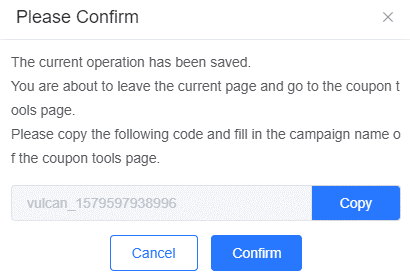 Please Confirm
The current operation has been saved.
You are about to leave the current page and go to the coupon t
ools page.
Please copy the following code and fill in the campaign name o
f the coupon tools page.
vulcan_1579597938996
Copy
Cancel
Confirm